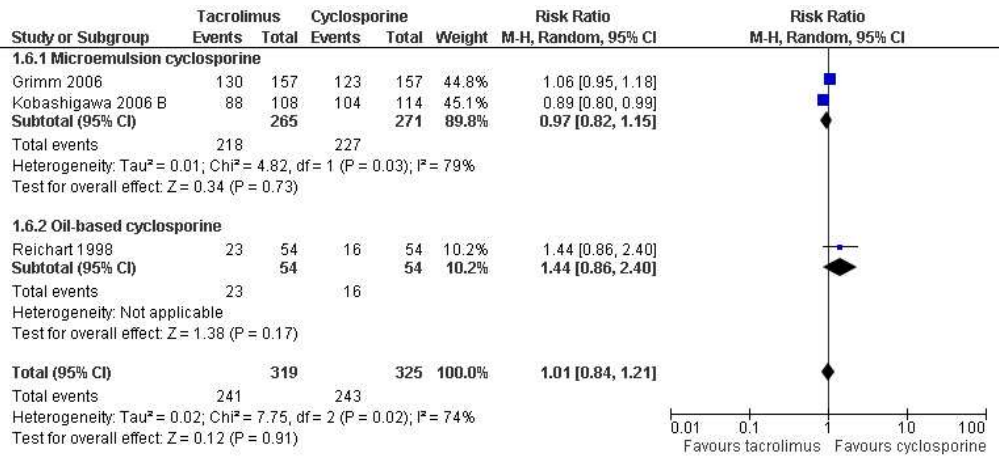 Tacrolimus Cyclosporine Risk Ratio Risk Ratio
Study or Subgroup Events Total Events Total Weight M-H, Random, 95% CI M-H, Random, 95% CI
1.6.1 Microemulsion cyclosporine
Grimm 2006 130 157 123 157 44.8% 1.06 [0.95, 1.18]
Kobashigawa 2006 B 88 108 104 114 45.1% 0.89 [0.80, 0.99]
Subtotal (95% CI) 265 271 89.8% 0.97 [0.82, 1.15]
Total events 218 227
Heterogeneity: Tau² = 0.01; Chi² = 4.82, df = 1 (P = 0.03); I² = 79%
Test for overall effect: Z = 0.34 (P = 0.73)
1.6.2 Oil-based cyclosporine
Reichart 1998 23 54 16 54 10.2% 1.44 [0.86, 2.40]
Subtotal (95% CI) 54 54 10.2% 1.44 [0.86, 2.40]
Total events 23 16
Heterogeneity: Not applicable
Test for overall effect: Z = 1.38 (P = 0.17)
Total (95% CI) 319 325 100.0% 1.01 [0.84, 1.21]
Total events 241 243
Heterogeneity: Tau² = 0.02; Chi² = 7.75, df = 2 (P = 0.02); I² = 74%
Test for overall effect: Z = 0.12 (P = 0.91)
0.01 0.1 1 10 100
Favours tacrolimus Favours cyclosporine